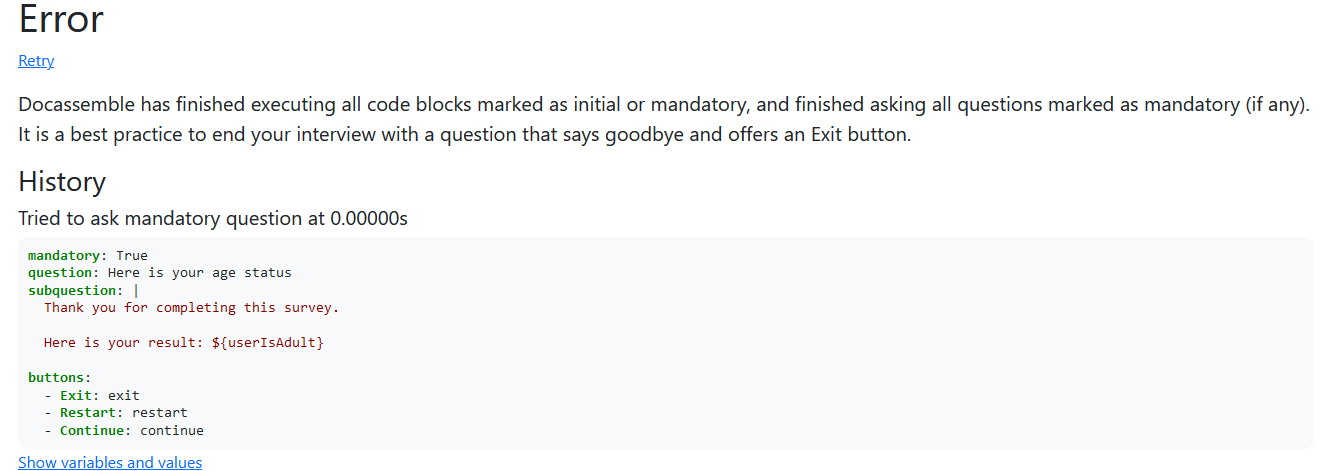 Error
Retry
Docassemble has finished executing all code blocks marked as initial or mandatory, and finished asking all questions marked as mandatory (if any).
It is a best practice to end your interview with a question that says goodbye and offers an Exit button.
History
Tried to ask mandatory question at 0.00000s
mandatory: True
question: Here is your age status
subquestion: |
  Thank you for completing this survey.
  Here is your result: ${userIsAdult}
buttons:
  - Exit: exit
  - Restart: restart
  - Continue: continue
Show variables and values